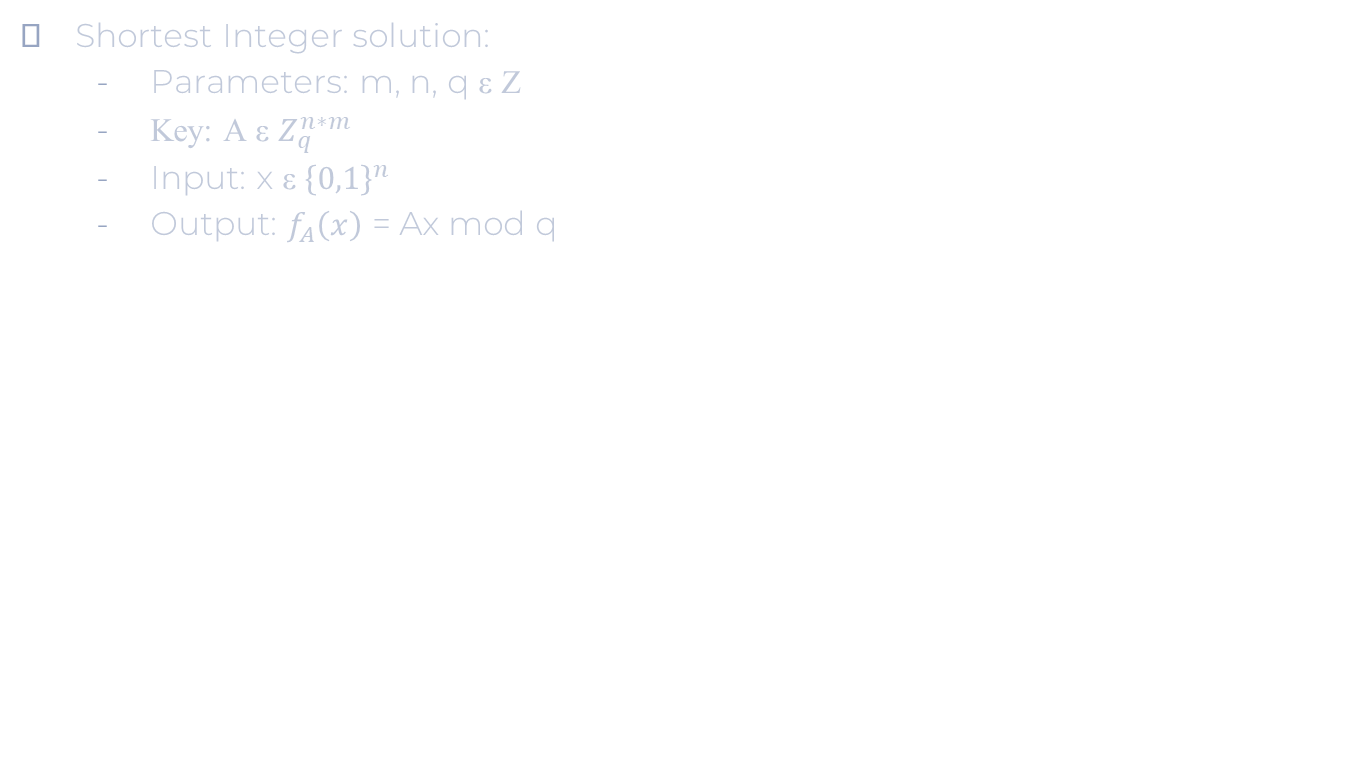 Shortest Integer solution:
- Parameters: m, n, q ε Z
- Key: A ε $Z_q^{n*m}$
- Input: x ε $\{0,1\}^n$
- Output: $f_A(x)$ = Ax mod q